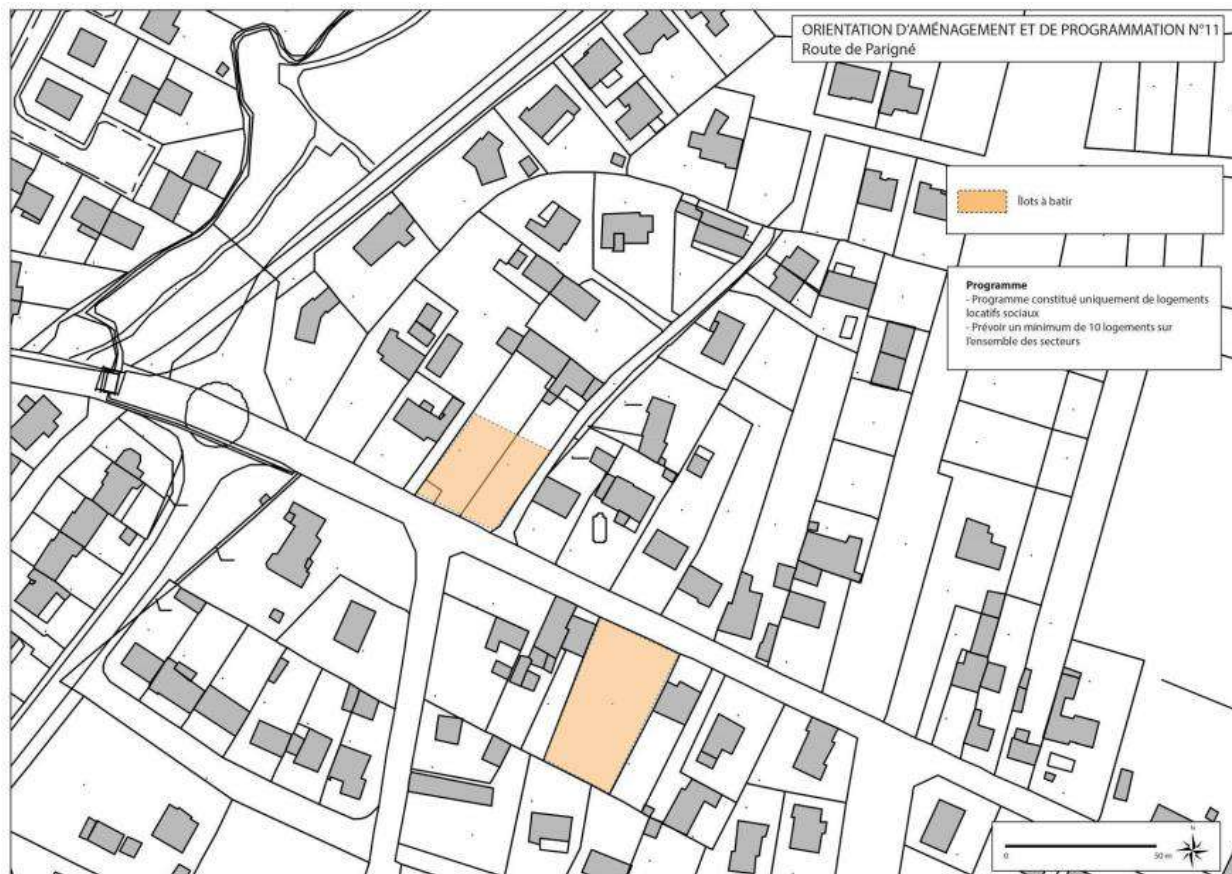 ORIENTATION D'AMÉNAGEMENT ET DE PROGRAMMATION N°11
Route de Parigné
Îlots à batir
Programme
- Programme constitué uniquement de logements
locatifs sociaux
- Prévoir un minimum de 10 logements sur
l'ensemble des secteurs
0 50 m
N